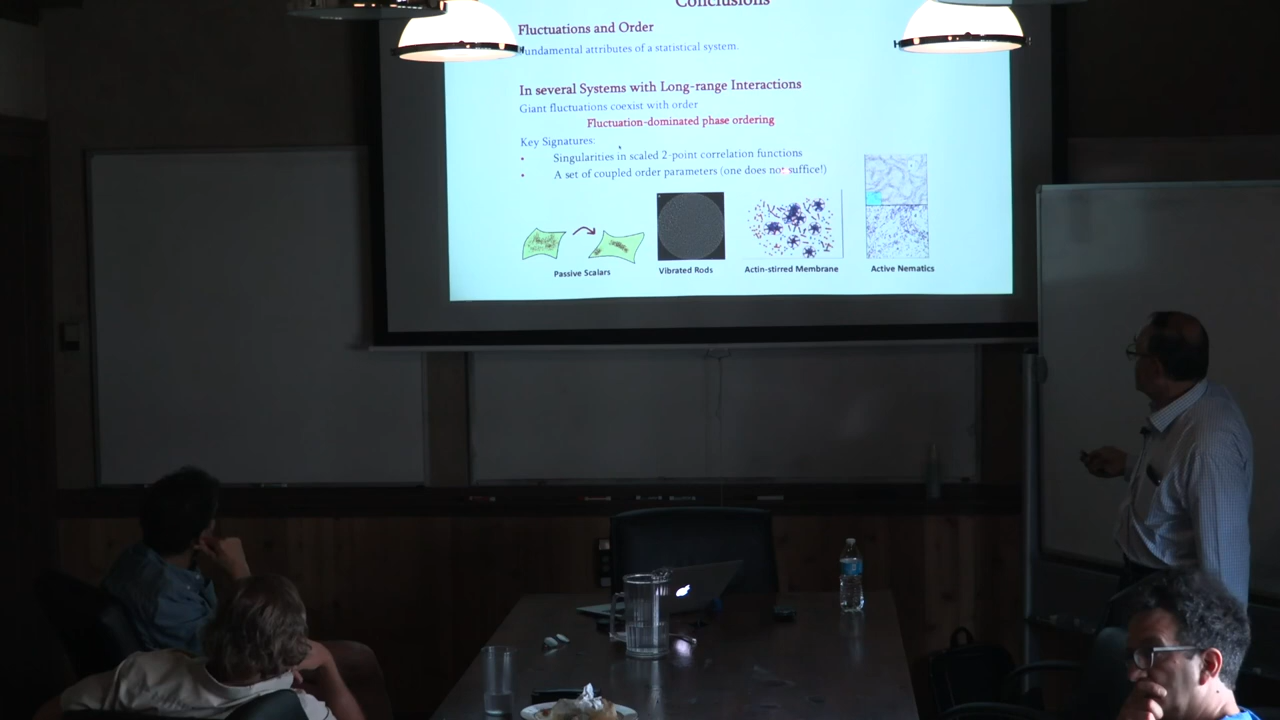 Conclusions
Fluctuations and Order
Fundamental attributes of a statistical system.
In several Systems with Long-range Interactions
Giant fluctuations coexist with order
Fluctuation-dominated phase ordering
Key Signatures:
• Singularities in scaled 2-point correlation functions
• A set of coupled order parameters (one does not suffice!)
Passive Scalars
Vibrated Rods
Actin-stirred Membrane
Active Nematics